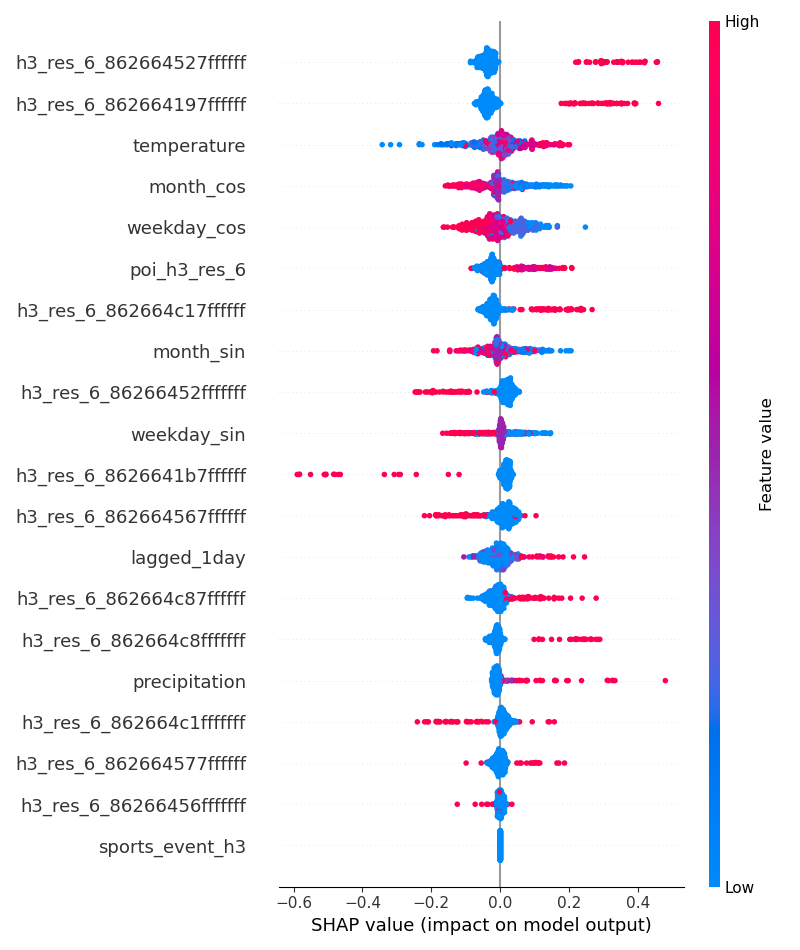 High
h3_res_6_862664527ffffff
h3_res_6_862664197ffffff
temperature
month_cos
weekday_cos
poi_h3_res_6
h3_res_6_862664c17ffffff
month_sin
h3_res_6_86266452fffffff
weekday_sin
h3_res_6_8626641b7ffffff
h3_res_6_862664567ffffff
lagged_1day
h3_res_6_862664c87ffffff
h3_res_6_862664c8fffffff
precipitation
h3_res_6_862664c1fffffff
h3_res_6_862664577ffffff
h3_res_6_86266456fffffff
sports_event_h3
Feature value
Low
−0.6 −0.4 −0.2 0.0 0.2 0.4
SHAP value (impact on model output)